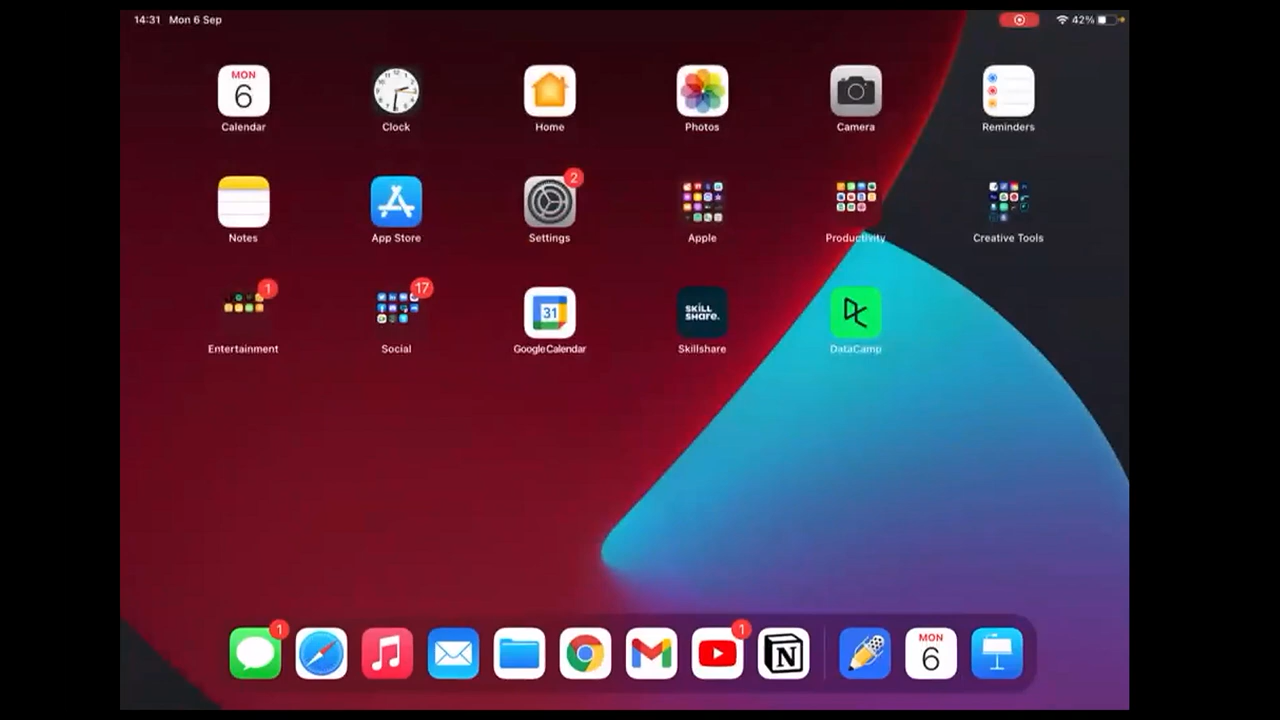 14:31 Mon 6 Sep 42%
MON
6
Calendar Clock Home Photos Camera Reminders
2
Notes App Store Settings Apple Productivity Creative Tools
1 17
31
SKILL
SHARE.
DC
Entertainment Social Google Calendar Skillshare DataCamp
1 1
MON
6
N